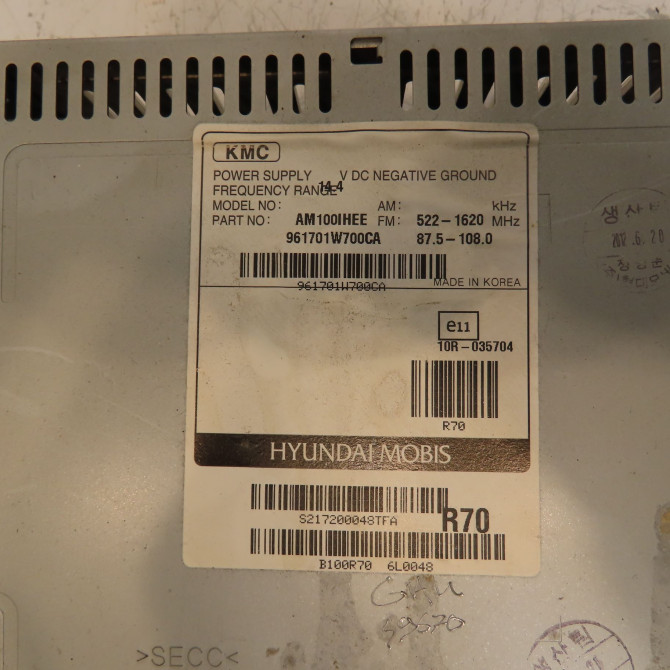 KMC
POWER SUPPLY 14.4 V DC NEGATIVE GROUND
FREQUENCY RANGE
MODEL NO: AM: kHz
PART NO: AM100IHEE FM: 522-1620 MHz
961701W700CA 87.5-108.0
961701W700CA
MADE IN KOREA
e11
10R-035704
R70
HYUNDAI MOBIS
S217200048TFA
R70
B100R70 6L0048
>SECC<